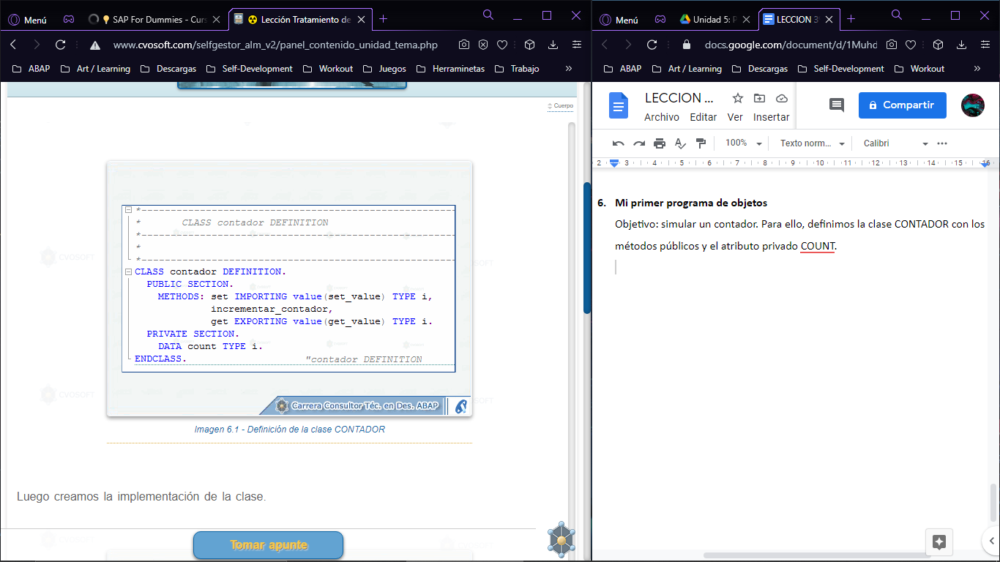 Menú
SAP For Dummies - Curs
Lección Tratamiento de
www.cvosoft.com/selfgestor_alm_v2/panel_contenido_unidad_tema.php
ABAP
Art / Learning
Descargas
Self-Development
Workout
Juegos
Herraminetas
Trabajo
»
Cuerpo
*----------------------------------------------------
*       CLASS contador DEFINITION
*----------------------------------------------------
*
*----------------------------------------------------
CLASS contador DEFINITION.
PUBLIC SECTION.
METHODS: set IMPORTING value(set_value) TYPE i,
incrementar_contador,
get EXPORTING value(get_value) TYPE i.
PRIVATE SECTION.
DATA count TYPE i.
ENDCLASS.                    "contador DEFINITION
CVOSOFT
CVOSOFT
Carrera Consultor Téc. en Des. ABAP
Imagen 6.1 - Definición de la clase CONTADOR
Luego creamos la implementación de la clase.
Tomar apunte
Menú
Unidad 5: P
LECCION 3
docs.google.com/document/d/1Muhd
ABAP
Art / Learning
Descargas
Self-Development
Workout
»
LECCION ...
Archivo Editar Ver Insertar
Compartir
100%
Texto norm...
Calibri
2 3 4 5 6 7 8 9 10 11 12 13 14 15 16
6. Mi primer programa de objetos
Objetivo: simular un contador. Para ello, definimos la clase CONTADOR con los
métodos públicos y el atributo privado COUNT.